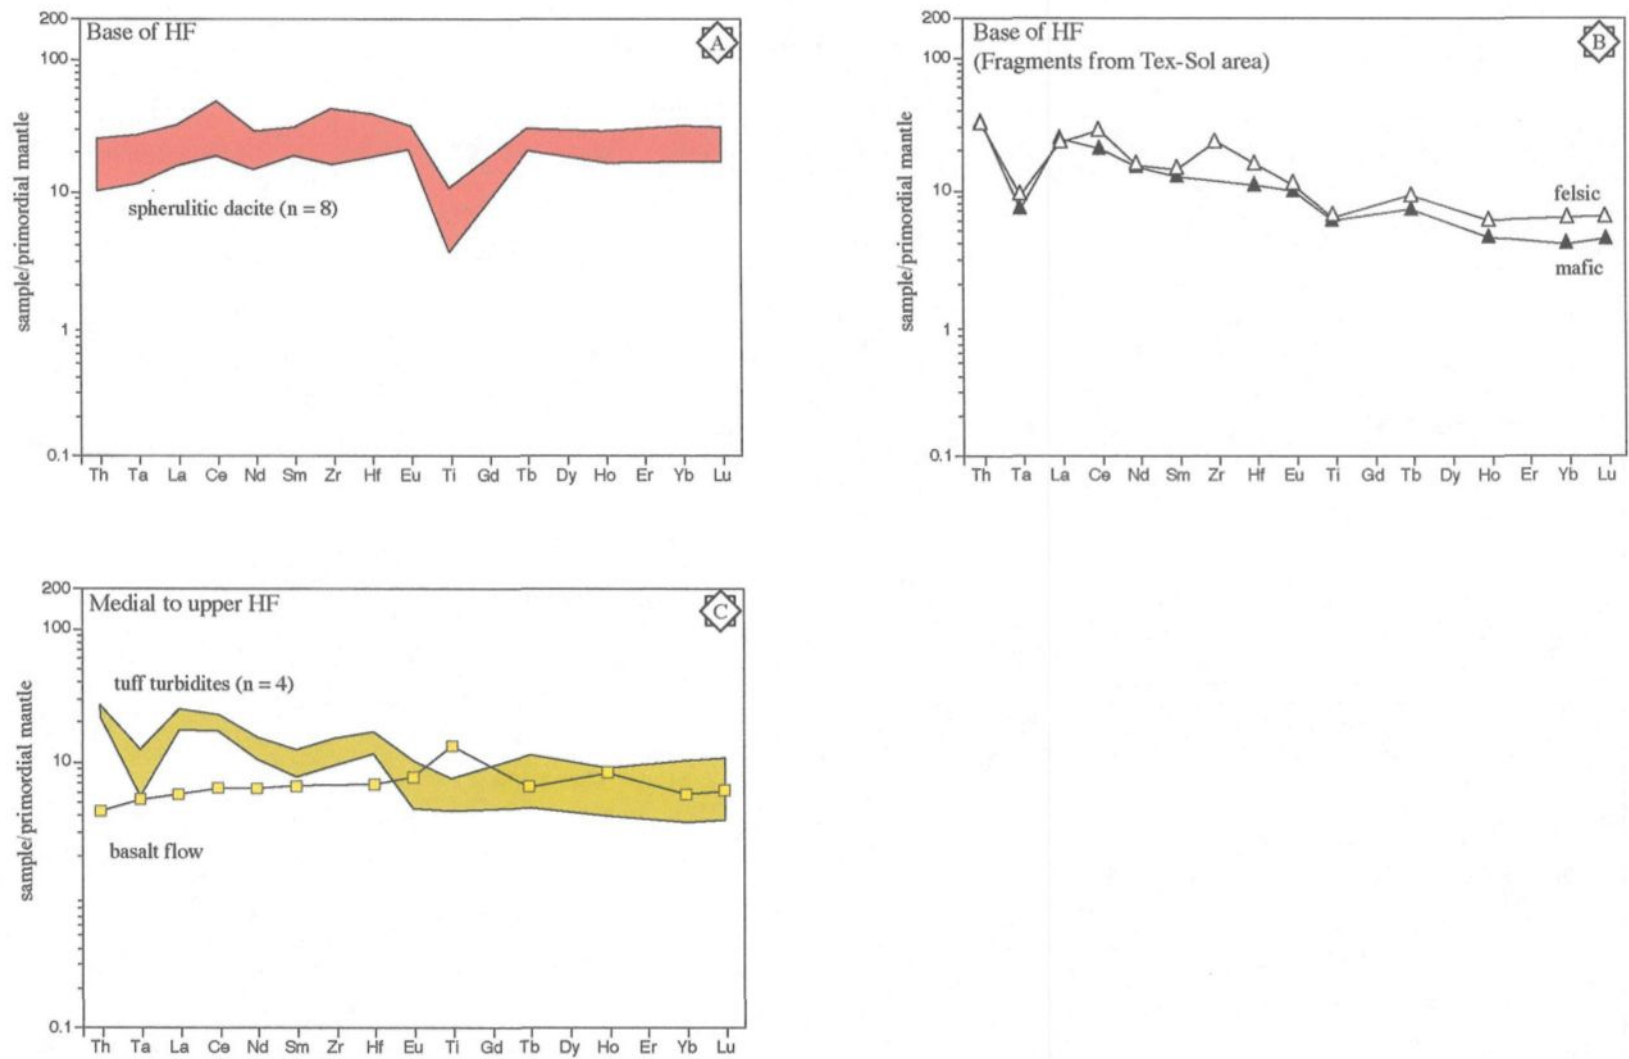 Base of HF
A
200
100
10
1
0.1
sample/primordial mantle
spherulitic dacite (n = 8)
Th Ta La Ce Nd Sm Zr Hf Eu Ti Gd Tb Dy Ho Er Yb Lu
Base of HF
(Fragments from Tex-Sol area)
B
200
100
10
1
0.1
sample/primordial mantle
felsic
mafic
Th Ta La Ce Nd Sm Zr Hf Eu Ti Gd Tb Dy Ho Er Yb Lu
Medial to upper HF
C
200
100
10
0.1
sample/primordial mantle
tuff turbidites (n = 4)
basalt flow
Th Ta La Ce Nd Sm Zr Hf Eu Ti Gd Tb Dy Ho Er Yb Lu